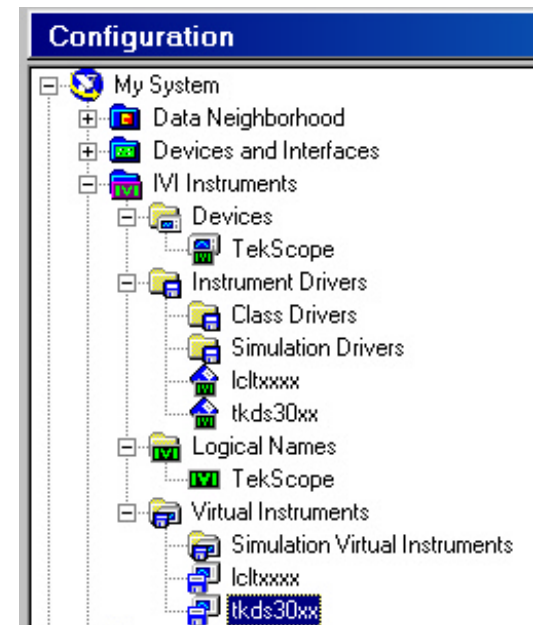 Configuration
My System
Data Neighborhood
Devices and Interfaces
IVI Instruments
Devices
TekScope
Instrument Drivers
Class Drivers
Simulation Drivers
lcltxxxx
tkds30xx
Logical Names
TekScope
Virtual Instruments
Simulation Virtual Instruments
lcltxxxx
tkds30xx